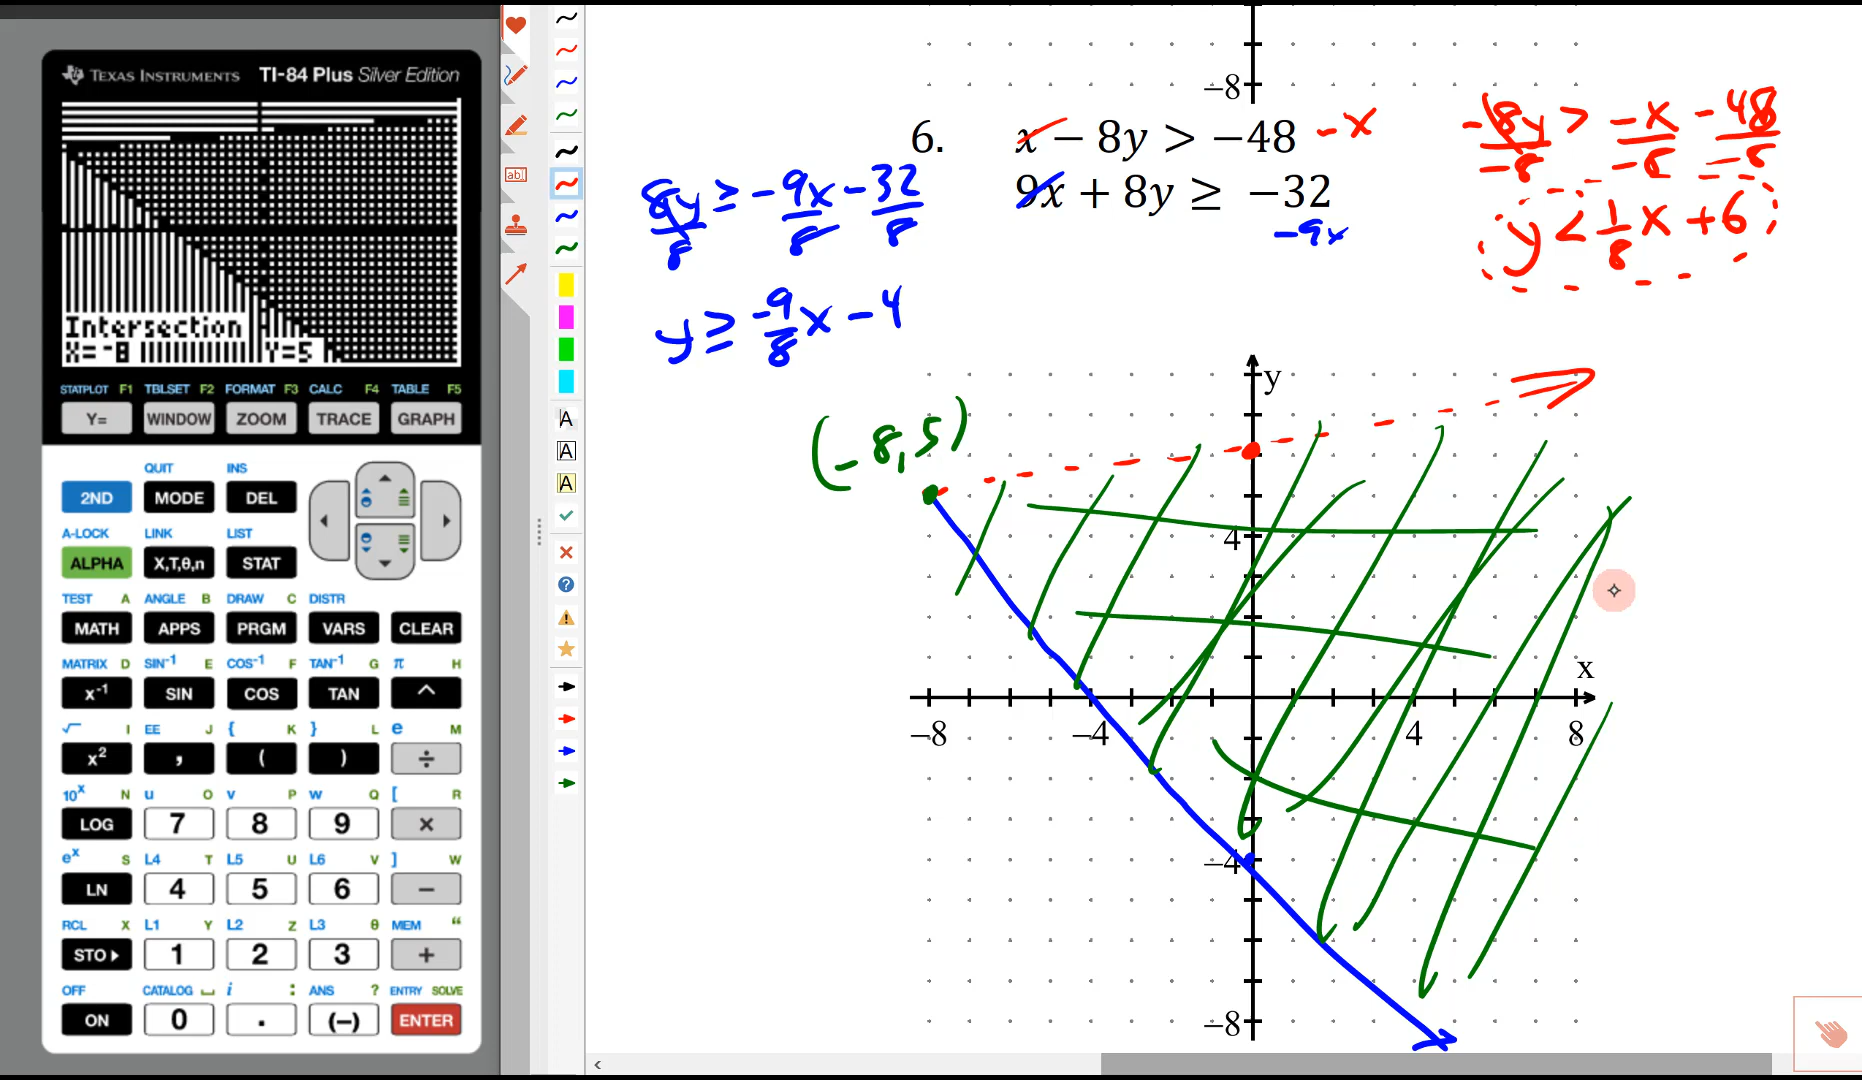 TEXAS INSTRUMENTS TI-84 Plus Silver Edition
Intersection
X=-8 Y=5
STATPLOT F1 TBLSET F2 FORMAT F3 CALC F4 TABLE F5
Y= WINDOW ZOOM TRACE GRAPH
QUIT INS
2ND MODE DEL
A-LOCK LINK LIST
ALPHA X,T,θ,n STAT
TEST A ANGLE B DRAW C DISTR
MATH APPS PRGM VARS CLEAR
MATRIX D SIN⁻¹ E COS⁻¹ F TAN⁻¹ G π H
x⁻¹ SIN COS TAN ^
√ I EE J { K } L e M
x² , ( ) ÷
10ˣ N u O v P w Q [ R
LOG 7 8 9 ×
eˣ S L4 T L5 U L6 V ] W
LN 4 5 6 −
RCL X L1 Y L2 Z L3 θ MEM “
STO▸ 1 2 3 +
OFF CATALOG ⎵ i : ANS ? ENTRY SOLVE
ON 0 . (−) ENTER
ab|
A
A
A
−8
6. x − 8y > −48 −x
9x + 8y ≥ −32
−9x
8y/8 ≥ −9x/8 − 32/8
y ≥ −9/8 x − 4
−8y/−8 > −x/−8 − 48/−8
y < 1/8 x + 6
(−8,5)
y
4
x
−8 −4 4 8
−4
−8